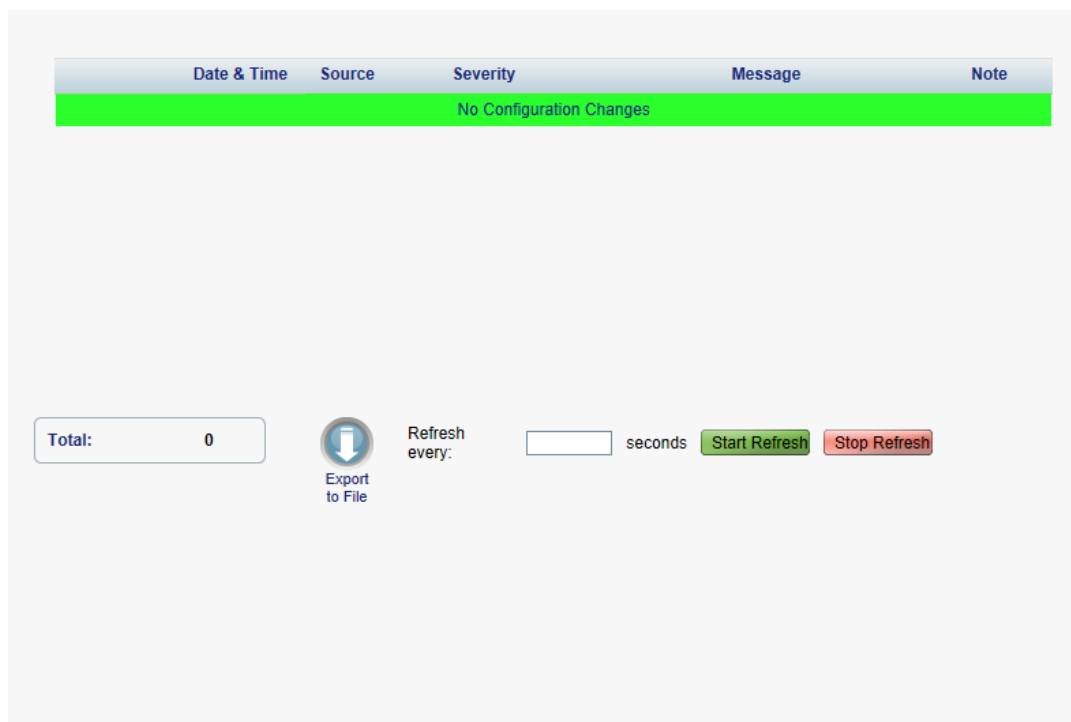 Date & Time Source Severity Message Note
No Configuration Changes
Total: 0
Export
to File
Refresh
every:
seconds Start Refresh Stop Refresh